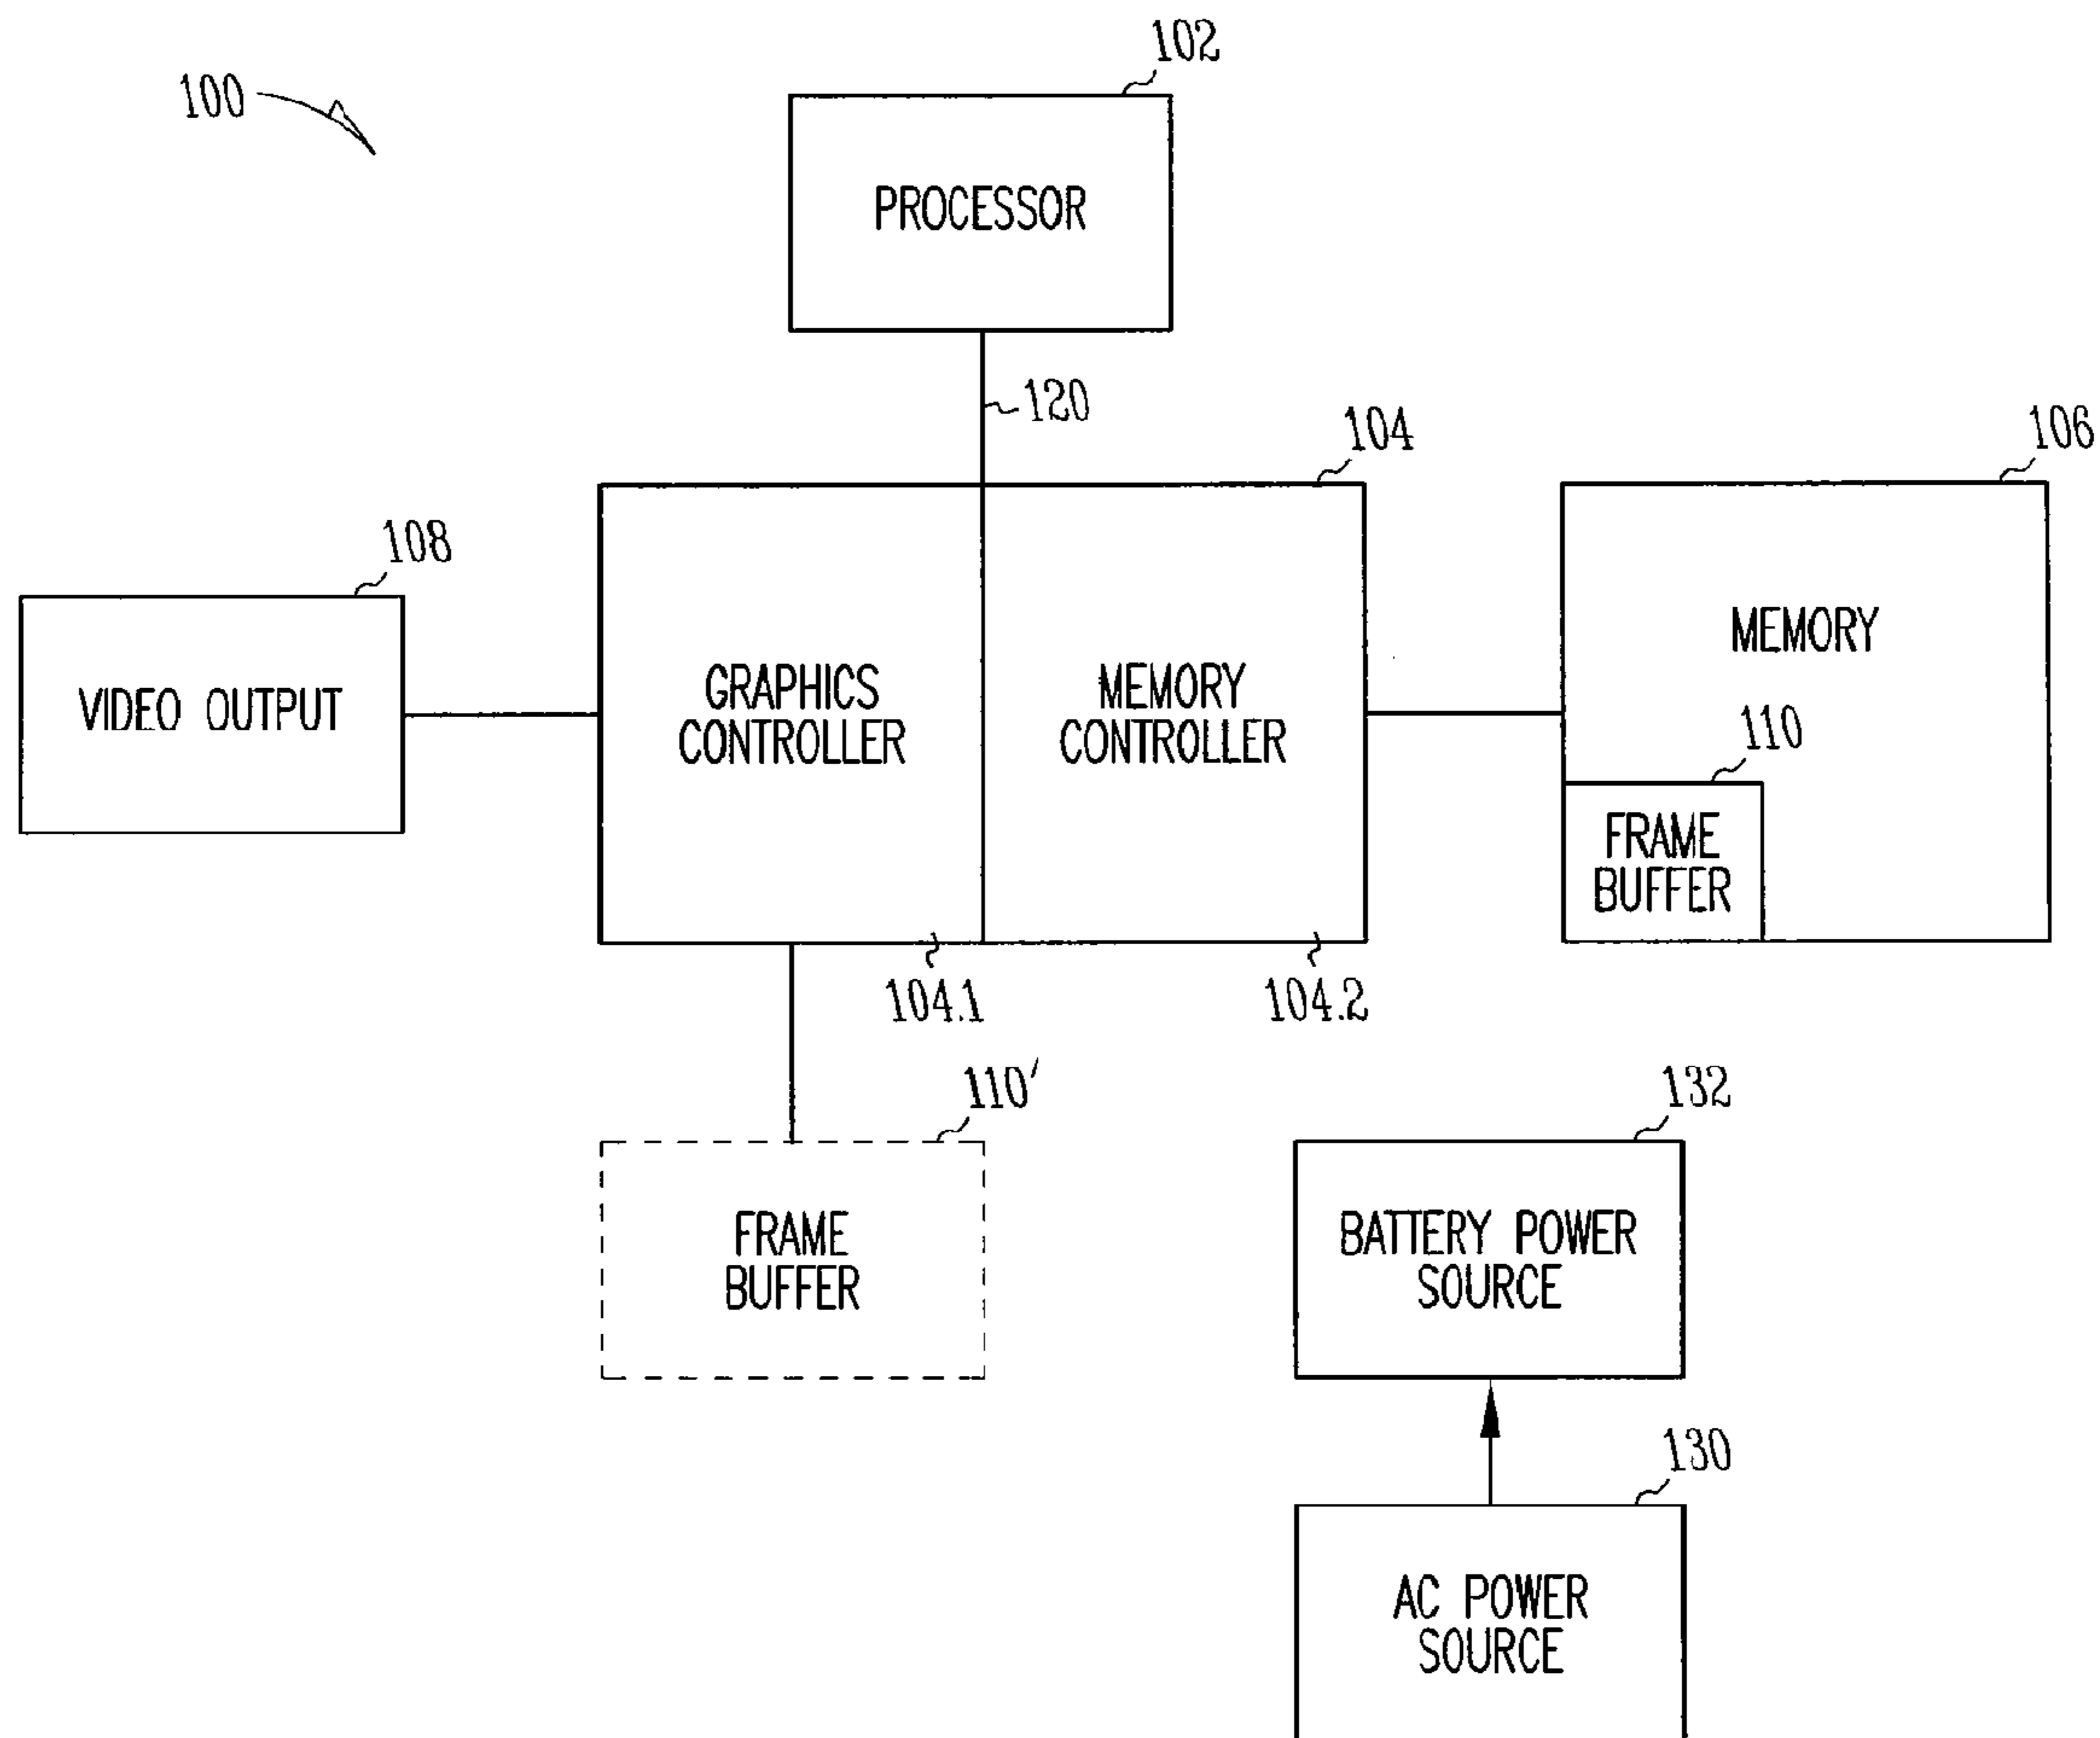 102
100
PROCESSOR
120
104
106
108
MEMORY
GRAPHICS
CONTROLLER
MEMORY
CONTROLLER
VIDEO OUTPUT
110
FRAME
BUFFER
104.1
104.2
110'
132
FRAME
BUFFER
BATTERY POWER
SOURCE
130
AC POWER
SOURCE